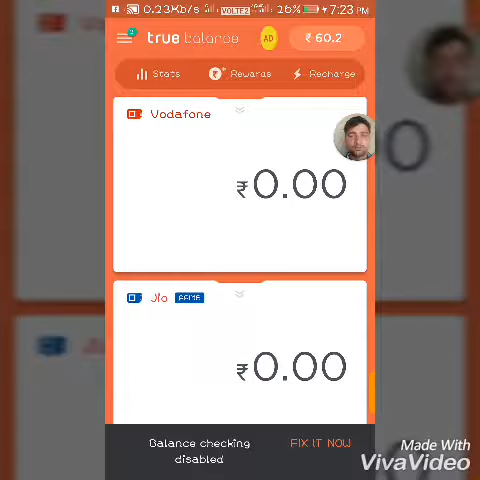 0.23Kb/s VOLTE2 26% 7:23 PM
2
true balance AD ₹ 60.2
Stats Rewards Recharge
Vodafone
₹0.00
Jio
₹0.00
Balance checking
disabled
FIX IT NOW
Made With
VivaVideo